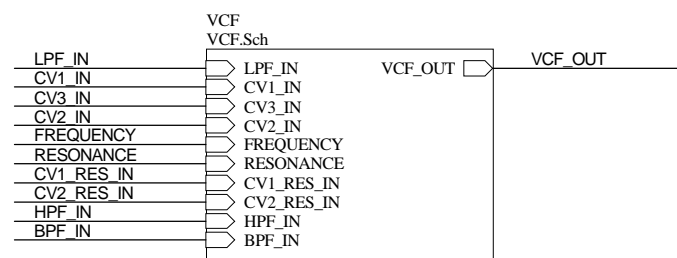 VCF
VCF.Sch
LPF_IN LPF_IN VCF_OUT VCF_OUT
CV1_IN CV1_IN
CV3_IN CV3_IN
CV2_IN CV2_IN
FREQUENCY FREQUENCY
RESONANCE RESONANCE
CV1_RES_IN CV1_RES_IN
CV2_RES_IN CV2_RES_IN
HPF_IN HPF_IN
BPF_IN BPF_IN